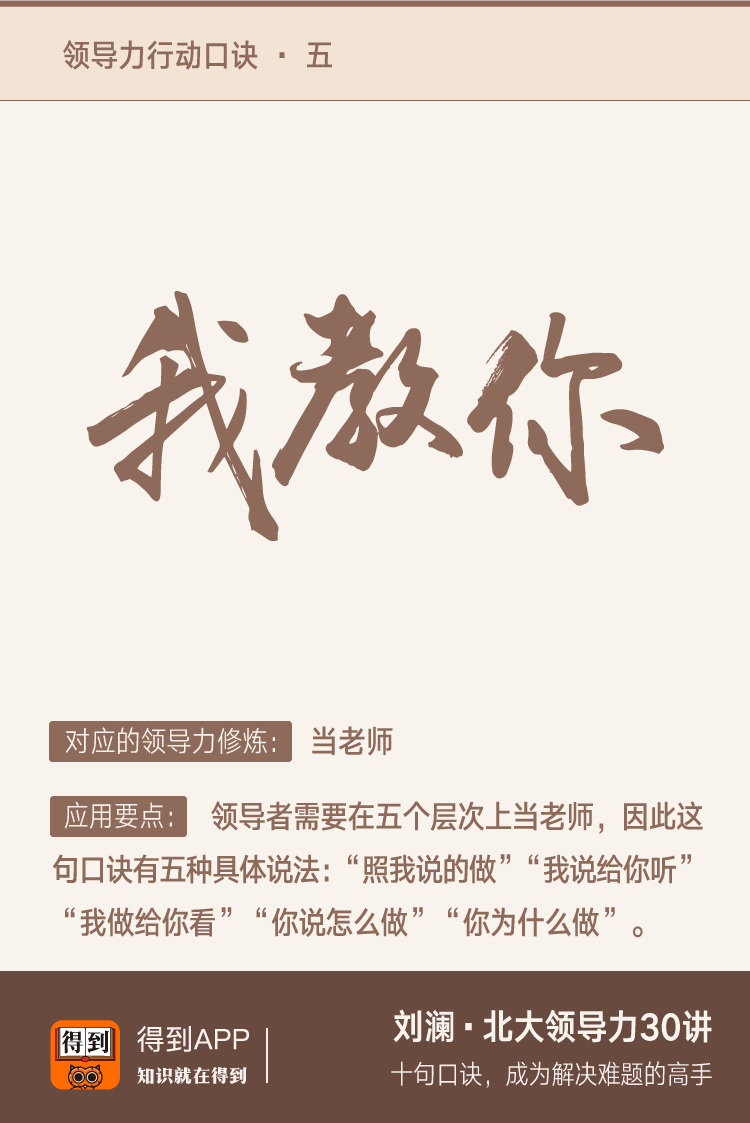 领导力行动口诀 · 五
我教你
对应的领导力修炼： 当老师
应用要点： 领导者需要在五个层次上当老师，因此这
句口诀有五种具体说法：“照我说的做”“我说给你听”
“我做给你看”“你说怎么做”“你为什么做”。
得到
得到APP
知识就在得到
刘澜·北大领导力30讲
十句口诀，成为解决难题的高手